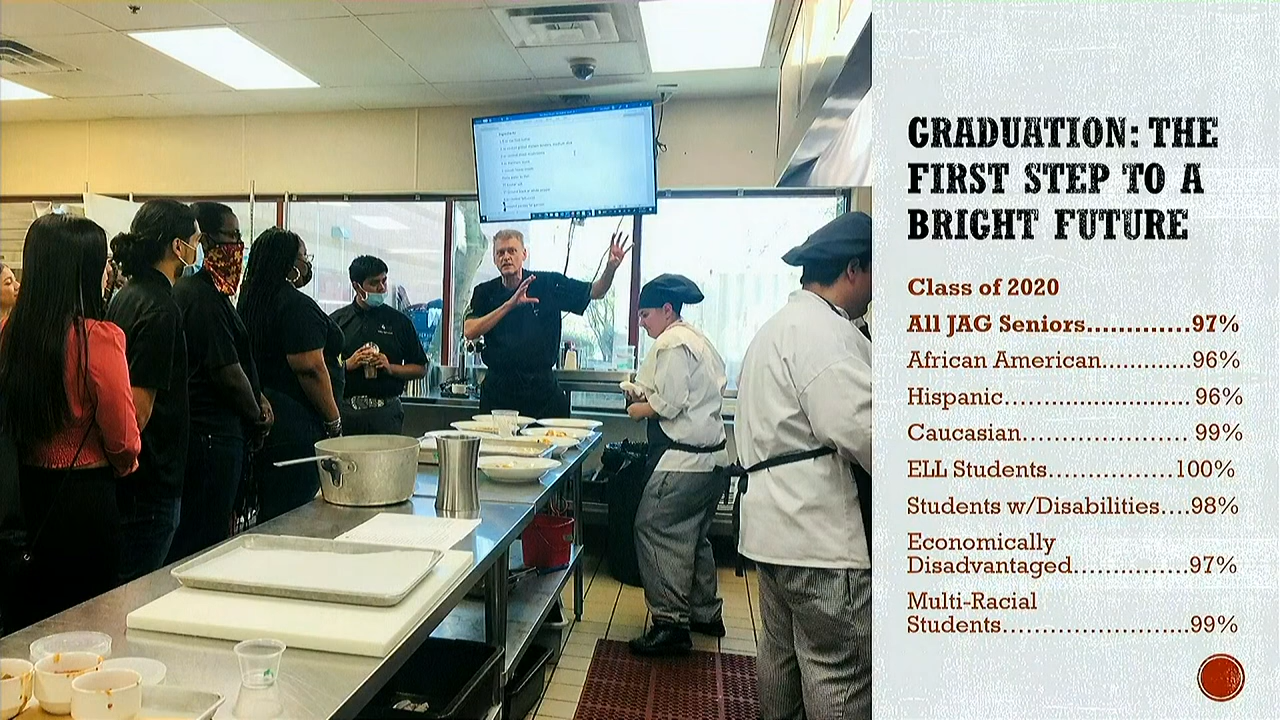 GRADUATION: THE
FIRST STEP TO A
BRIGHT FUTURE
Class of 2020
All JAG Seniors.............97%
African American............96%
Hispanic....................... 96%
Caucasian..................... 99%
ELL Students................100%
Students w/Disabilities....98%
Economically
Disadvantaged...............97%
Multi-Racial
Students........................99%